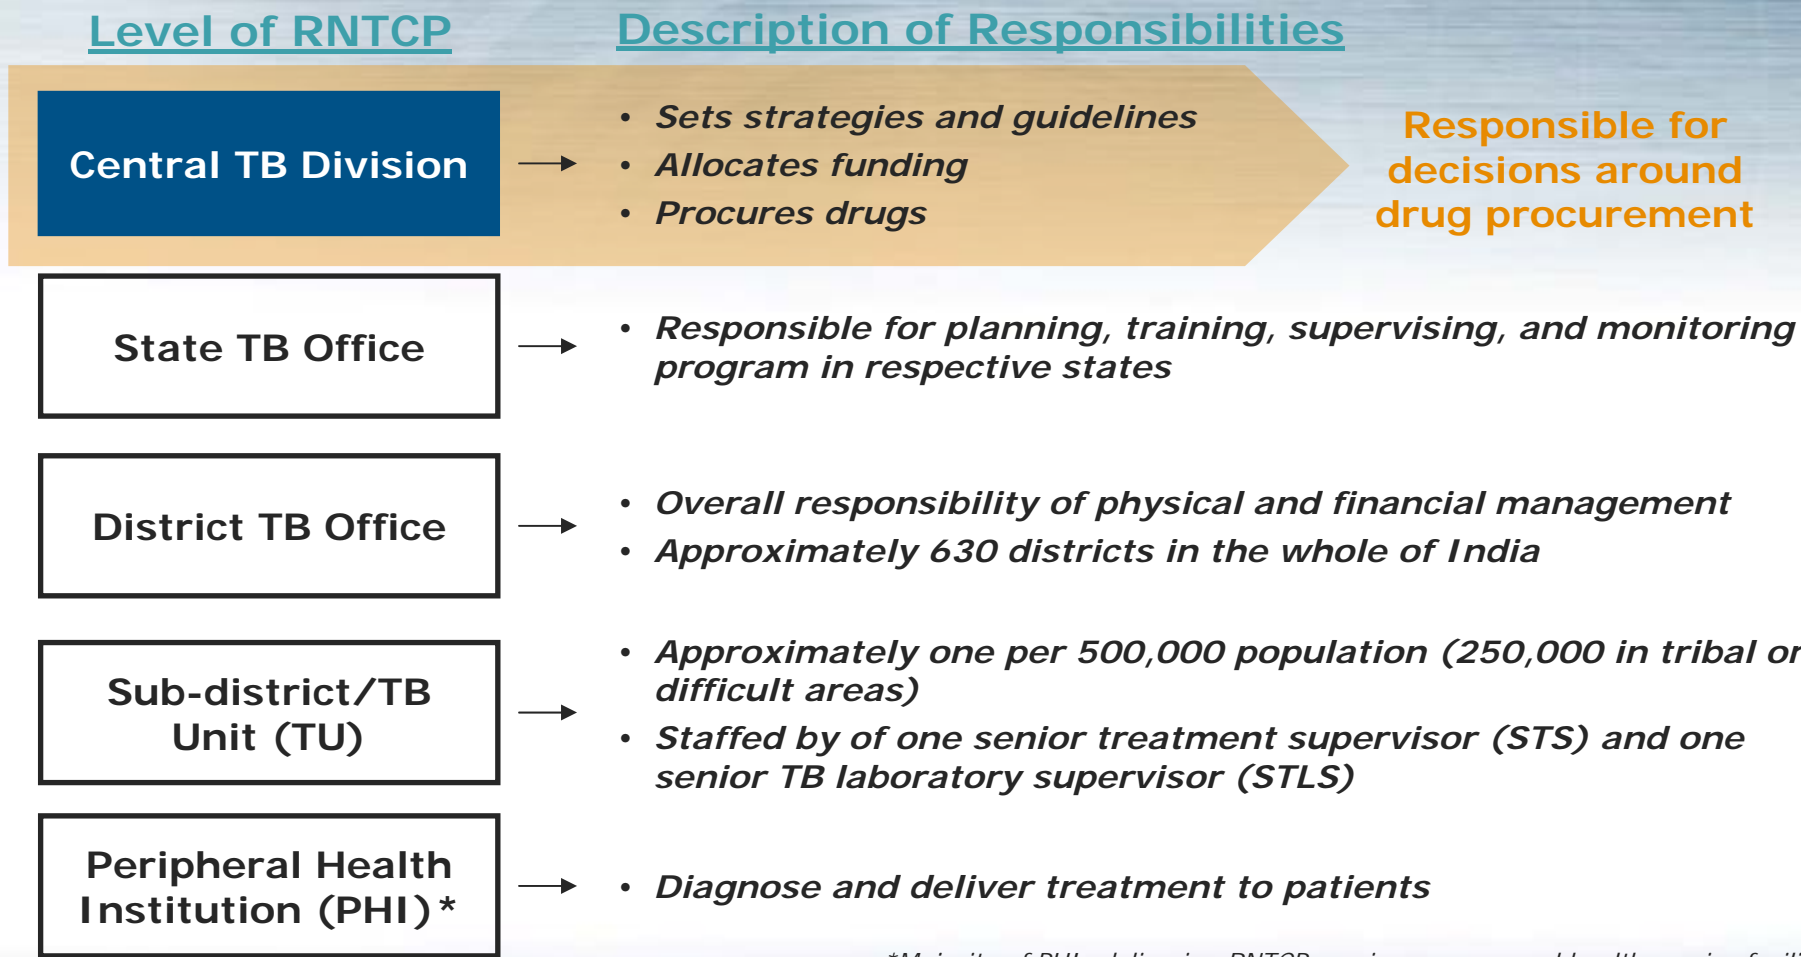 Level of RNTCP
Description of Responsibilities
Central TB Division
• Sets strategies and guidelines
• Allocates funding
• Procures drugs
Responsible for
decisions around
drug procurement
State TB Office
• Responsible for planning, training, supervising, and monitoring
program in respective states
District TB Office
• Overall responsibility of physical and financial management
• Approximately 630 districts in the whole of India
Sub-district/TB
Unit (TU)
• Approximately one per 500,000 population (250,000 in tribal or
difficult areas)
• Staffed by of one senior treatment supervisor (STS) and one
senior TB laboratory supervisor (STLS)
Peripheral Health
Institution (PHI)*
• Diagnose and deliver treatment to patients